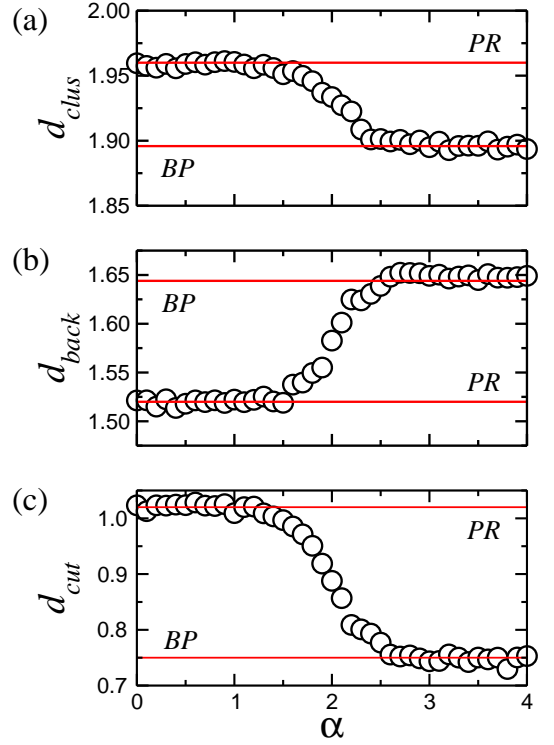 (a)
2.00
PR
1.95
d_clus
1.90
BP
1.85
(b)
1.65
BP
1.60
d_back
1.55
PR
1.50
(c)
1.0
PR
0.9
d_cut
0.8
BP
0.7
0 1 2 3 4
α